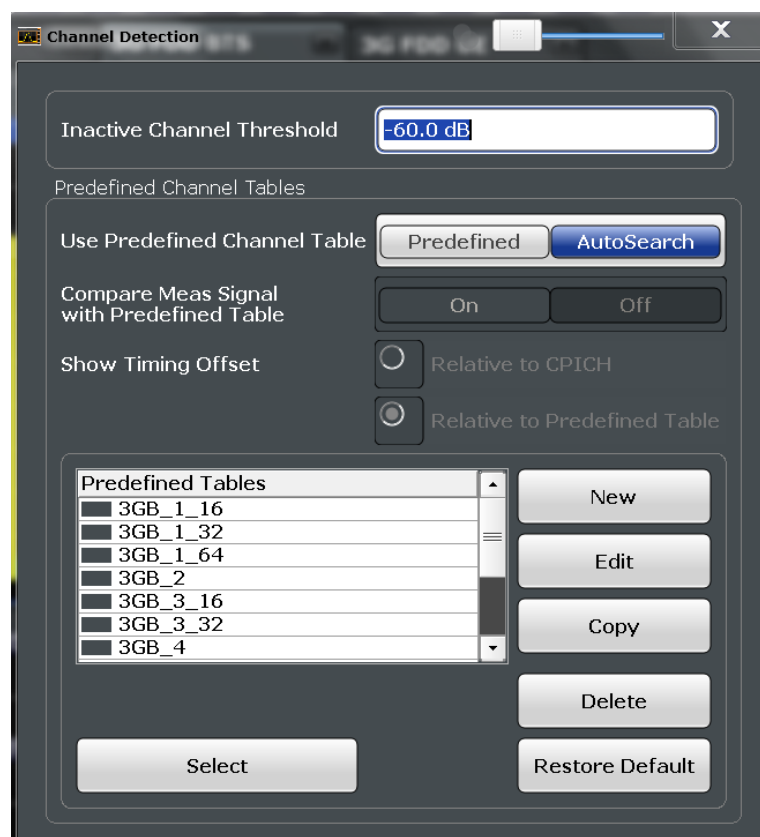 Channel Detection
X
Inactive Channel Threshold
-60.0 dB
Predefined Channel Tables
Use Predefined Channel Table
Predefined
AutoSearch
Compare Meas Signal
with Predefined Table
On
Off
Show Timing Offset
Relative to CPICH
Relative to Predefined Table
Predefined Tables
3GB_1_16
3GB_1_32
3GB_1_64
3GB_2
3GB_3_16
3GB_3_32
3GB_4
New
Edit
Copy
Delete
Select
Restore Default